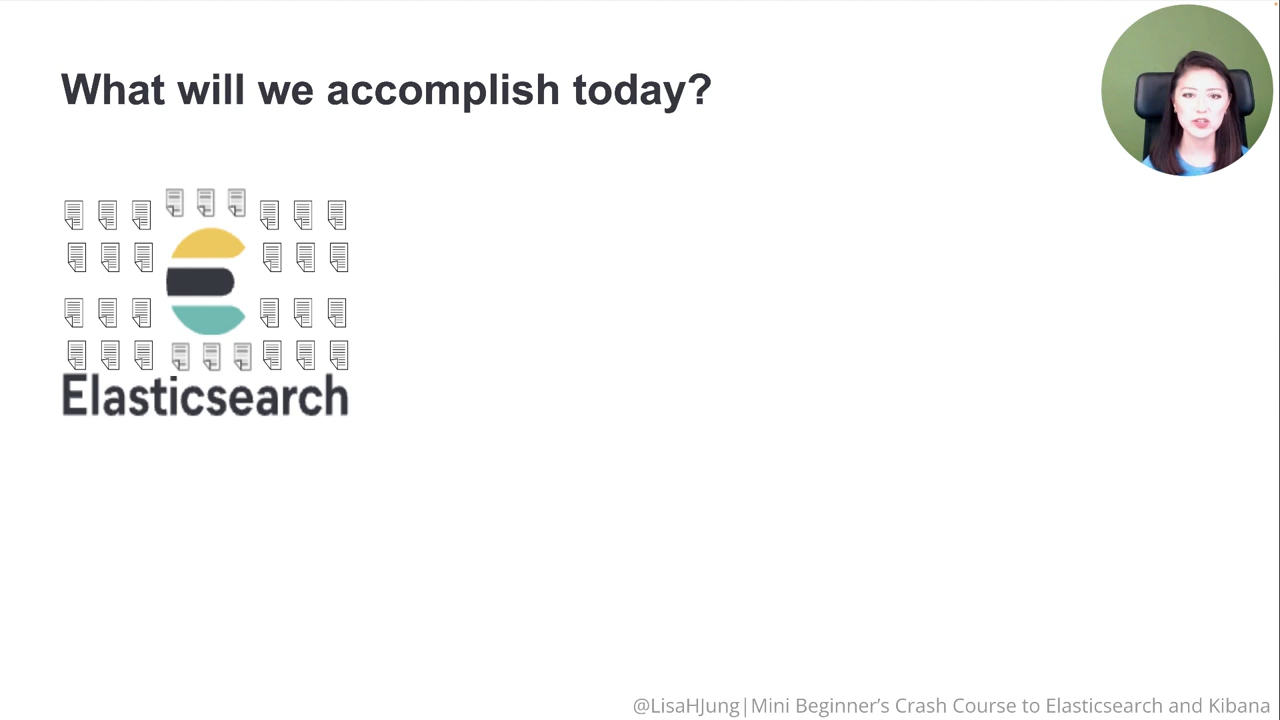 What will we accomplish today?
Elasticsearch
@LisaHJung|Mini Beginner’s Crash Course to Elasticsearch and Kibana